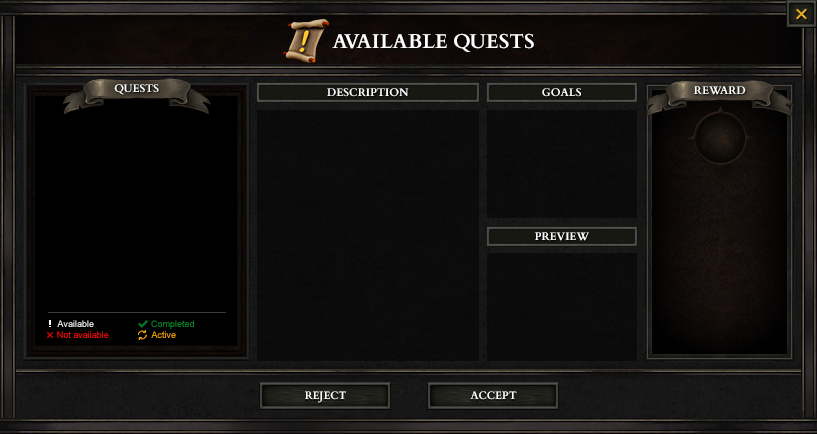 AVAILABLE QUESTS
QUESTS
DESCRIPTION
GOALS
REWARD
PREVIEW
! Available
Completed
Not available
Active
REJECT
ACCEPT